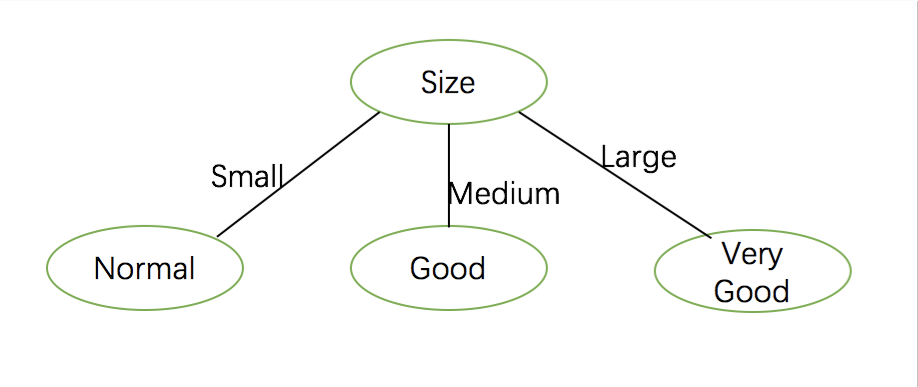 Size
Small
Large
Medium
Normal
Good
Very
Good